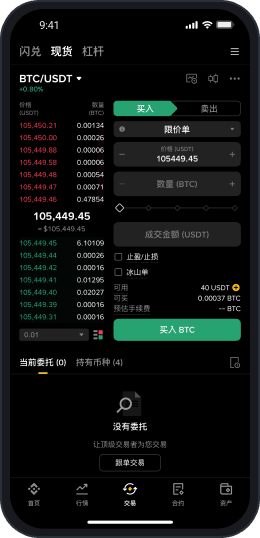 9:41
闪兑 现货 杠杆
BTC/USDT
+0.80%
价格 数量
(USDT) (BTC)
105,450.21 0.00134
105,450.00 0.00026
105,449.88 0.00006
105,449.58 0.00006
105,449.48 0.00054
105,449.47 0.00071
105,449.46 0.47854
105,449.45
≈ $105,449.45
105,449.45 6.10109
105,449.44 0.00026
105,449.42 0.00016
105,449.41 0.01295
105,449.40 0.02027
105,449.39 0.00016
105,449.31 0.00016
0.01
买入 卖出
限价单
价格 (USDT)
105449.45
数量 (BTC)
成交金额 (USDT)
止盈/止损
冰山单
可用 40 USDT
可买 0.00037 BTC
预估手续费 -- BTC
买入 BTC
当前委托 (0) 持有币种 (4)
没有委托
让顶级交易者为您交易
跟单交易
首页 行情 交易 合约 资产